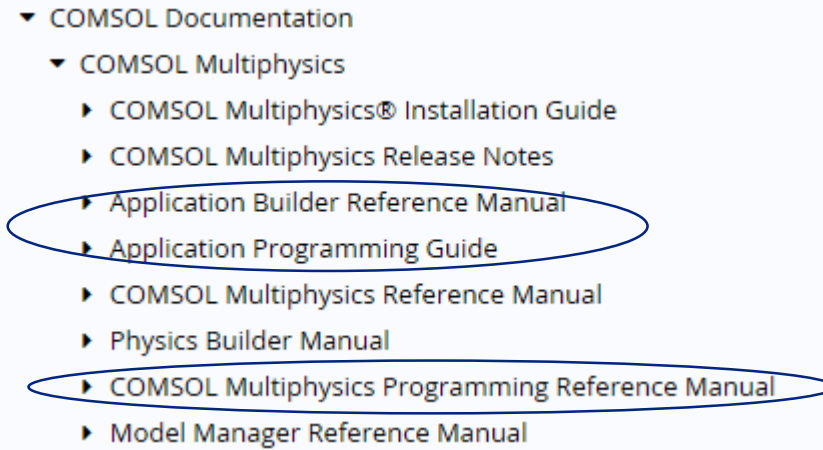 COMSOL Documentation
COMSOL Multiphysics
COMSOL Multiphysics® Installation Guide
COMSOL Multiphysics Release Notes
Application Builder Reference Manual
Application Programming Guide
COMSOL Multiphysics Reference Manual
Physics Builder Manual
COMSOL Multiphysics Programming Reference Manual
Model Manager Reference Manual